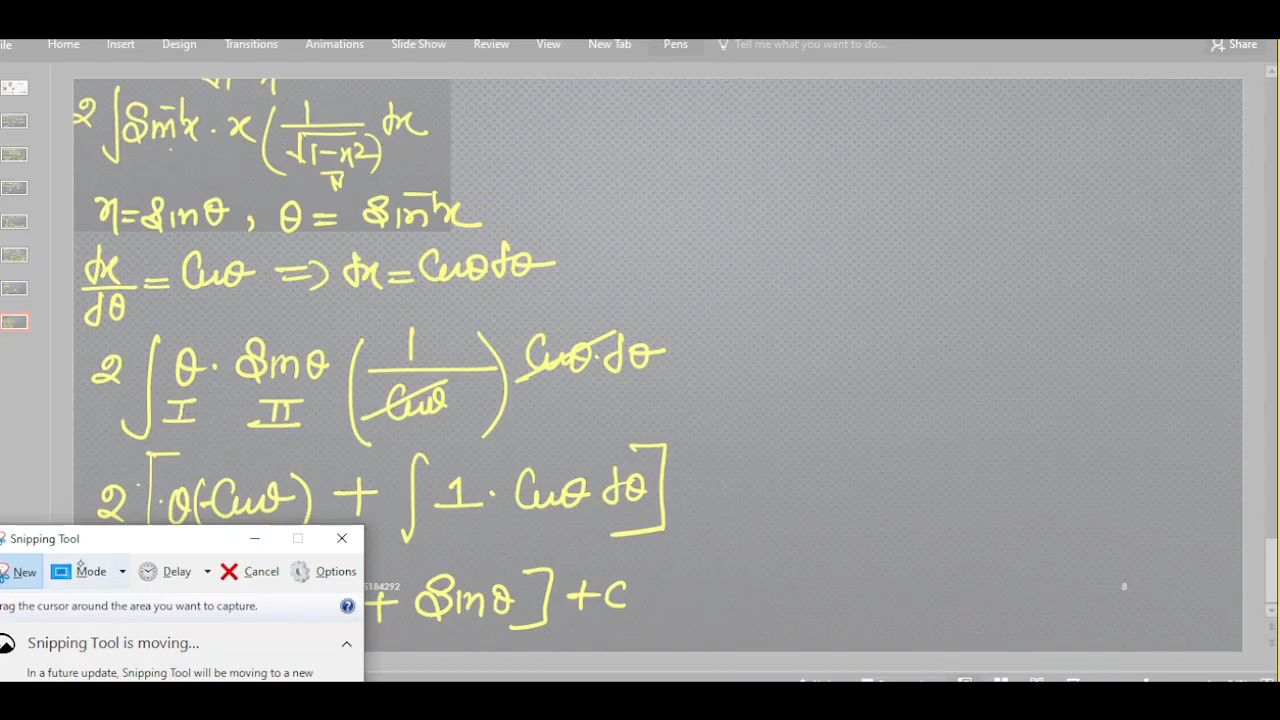 File Home Insert Design Transitions Animations Slide Show Review View New Tab Pens Tell me what you want to do... Share
2 ∫ Sin⁻¹x · x (1/√(1-x²)) dx
x = Sinθ , θ = Sin⁻¹x
dx/dθ = Cosθ => dx = Cosθ dθ
2 ∫ θ · Sinθ (1/Cosθ) Cosθ · dθ
I II
2 [ · θ(-Cosθ) + ∫ 1 · Cosθ dθ ]
Snipping Tool
New Mode Delay Cancel Options
5184292
8
+ Sinθ ] + C
rag the cursor around the area you want to capture.
Snipping Tool is moving...
In a future update, Snipping Tool will be moving to a new